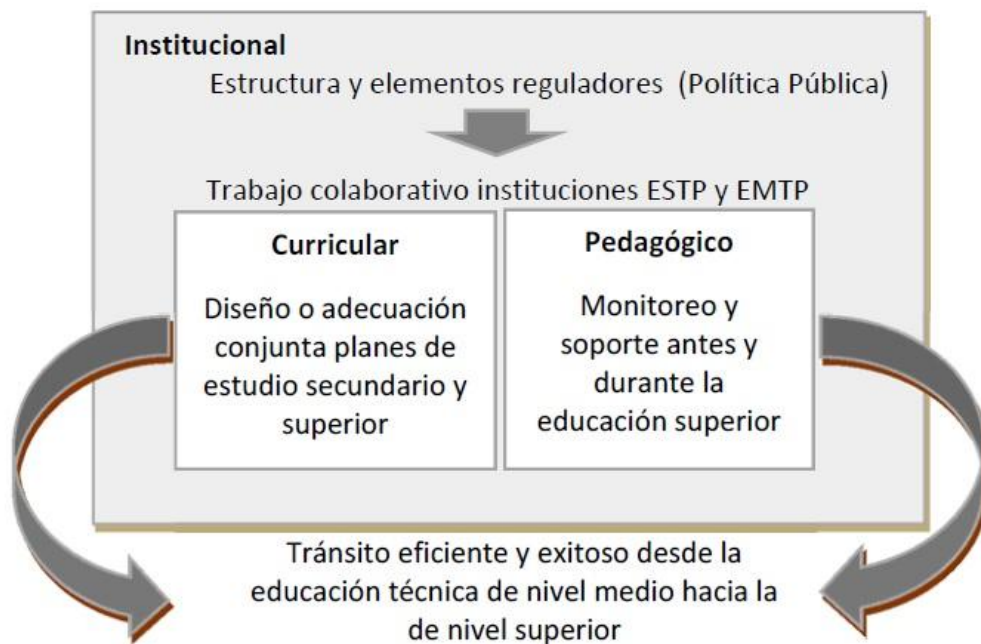 Institucional
Estructura y elementos reguladores (Política Pública)
Trabajo colaborativo instituciones ESTP y EMTP
Curricular
Diseño o adecuación
conjunta planes de
estudio secundario y
superior
Pedagógico
Monitoreo y
soporte antes y
durante la
educación superior
Tránsito eficiente y exitoso desde la
educación técnica de nivel medio hacia la
de nivel superior